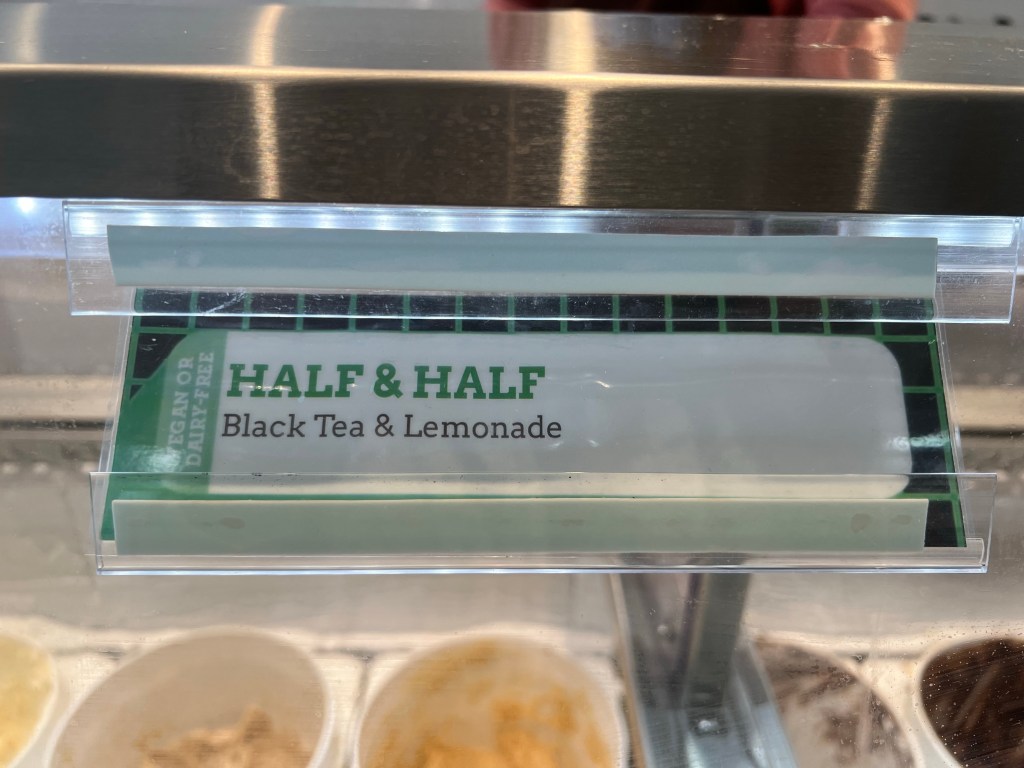 VEGAN OR
DAIRY-FREE
HALF & HALF
Black Tea & Lemonade